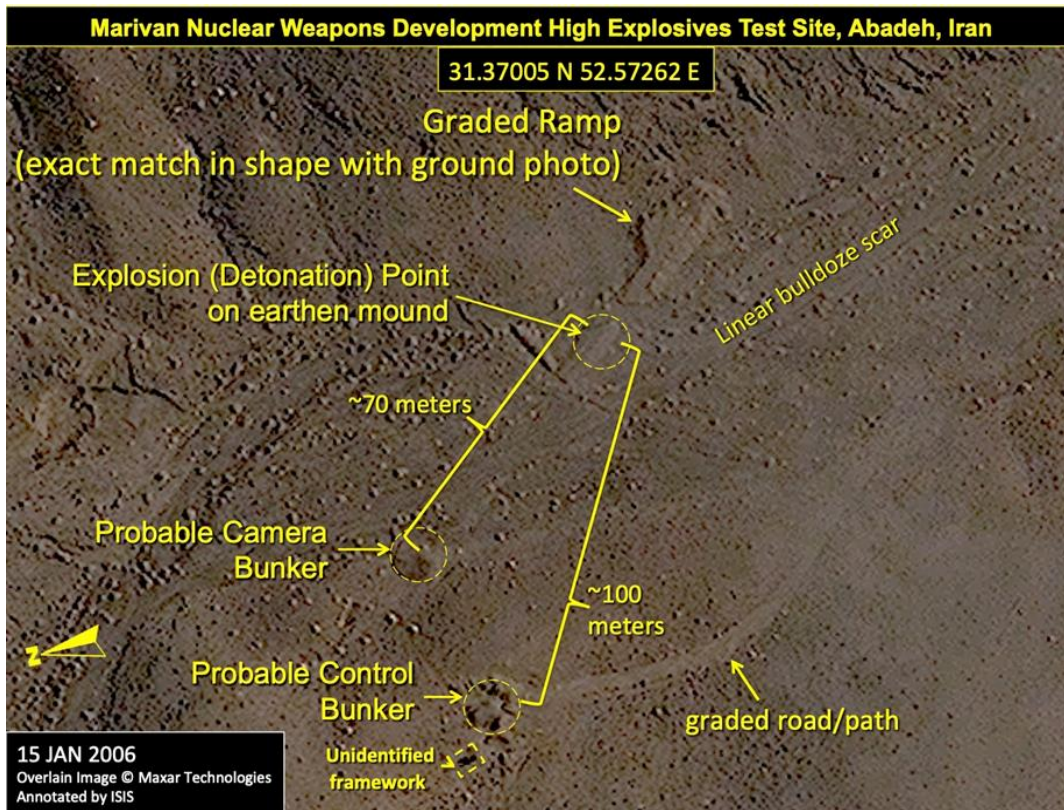 Marivan Nuclear Weapons Development High Explosives Test Site, Abadeh, Iran
31.37005 N 52.57262 E
Graded Ramp
(exact match in shape with ground photo)
Linear bulldoze scar
Explosion (Detonation) Point
on earthen mound
~70 meters
Probable Camera
Bunker
~100
meters
N
Probable Control
Bunker
graded road/path
Unidentified
framework
15 JAN 2006
Overlain Image © Maxar Technologies
Annotated by ISIS